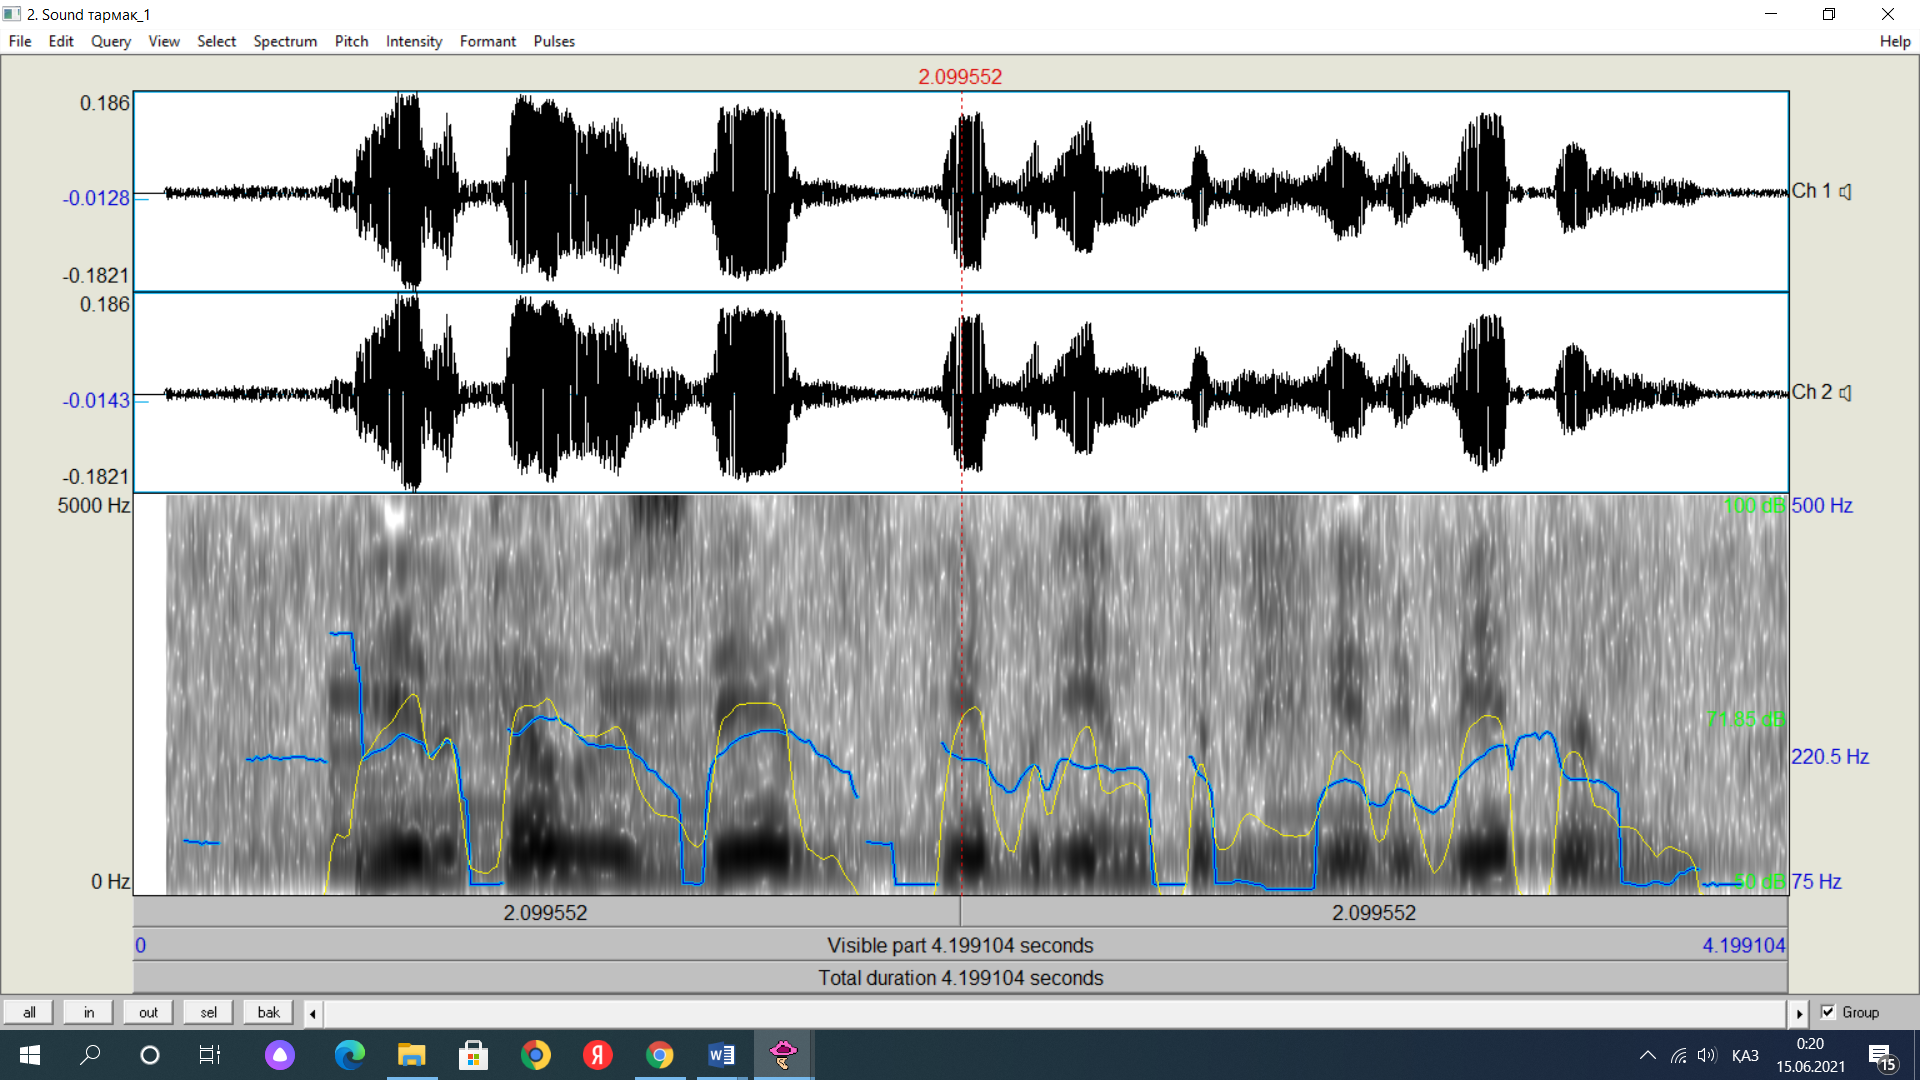 2. Sound тармак_1
File Edit Query View Select Spectrum Pitch Intensity Formant Pulses Help
2.099552
0.186
-0.0128
-0.1821
Ch 1
0.186
-0.0143
-0.1821
Ch 2
5000 Hz
100 dB 500 Hz
71.85 dB
220.5 Hz
0 Hz
50 dB 75 Hz
2.099552 2.099552
0 Visible part 4.199104 seconds 4.199104
Total duration 4.199104 seconds
all in out sel bak Group
ҚАЗ
0:20
15.06.2021
15